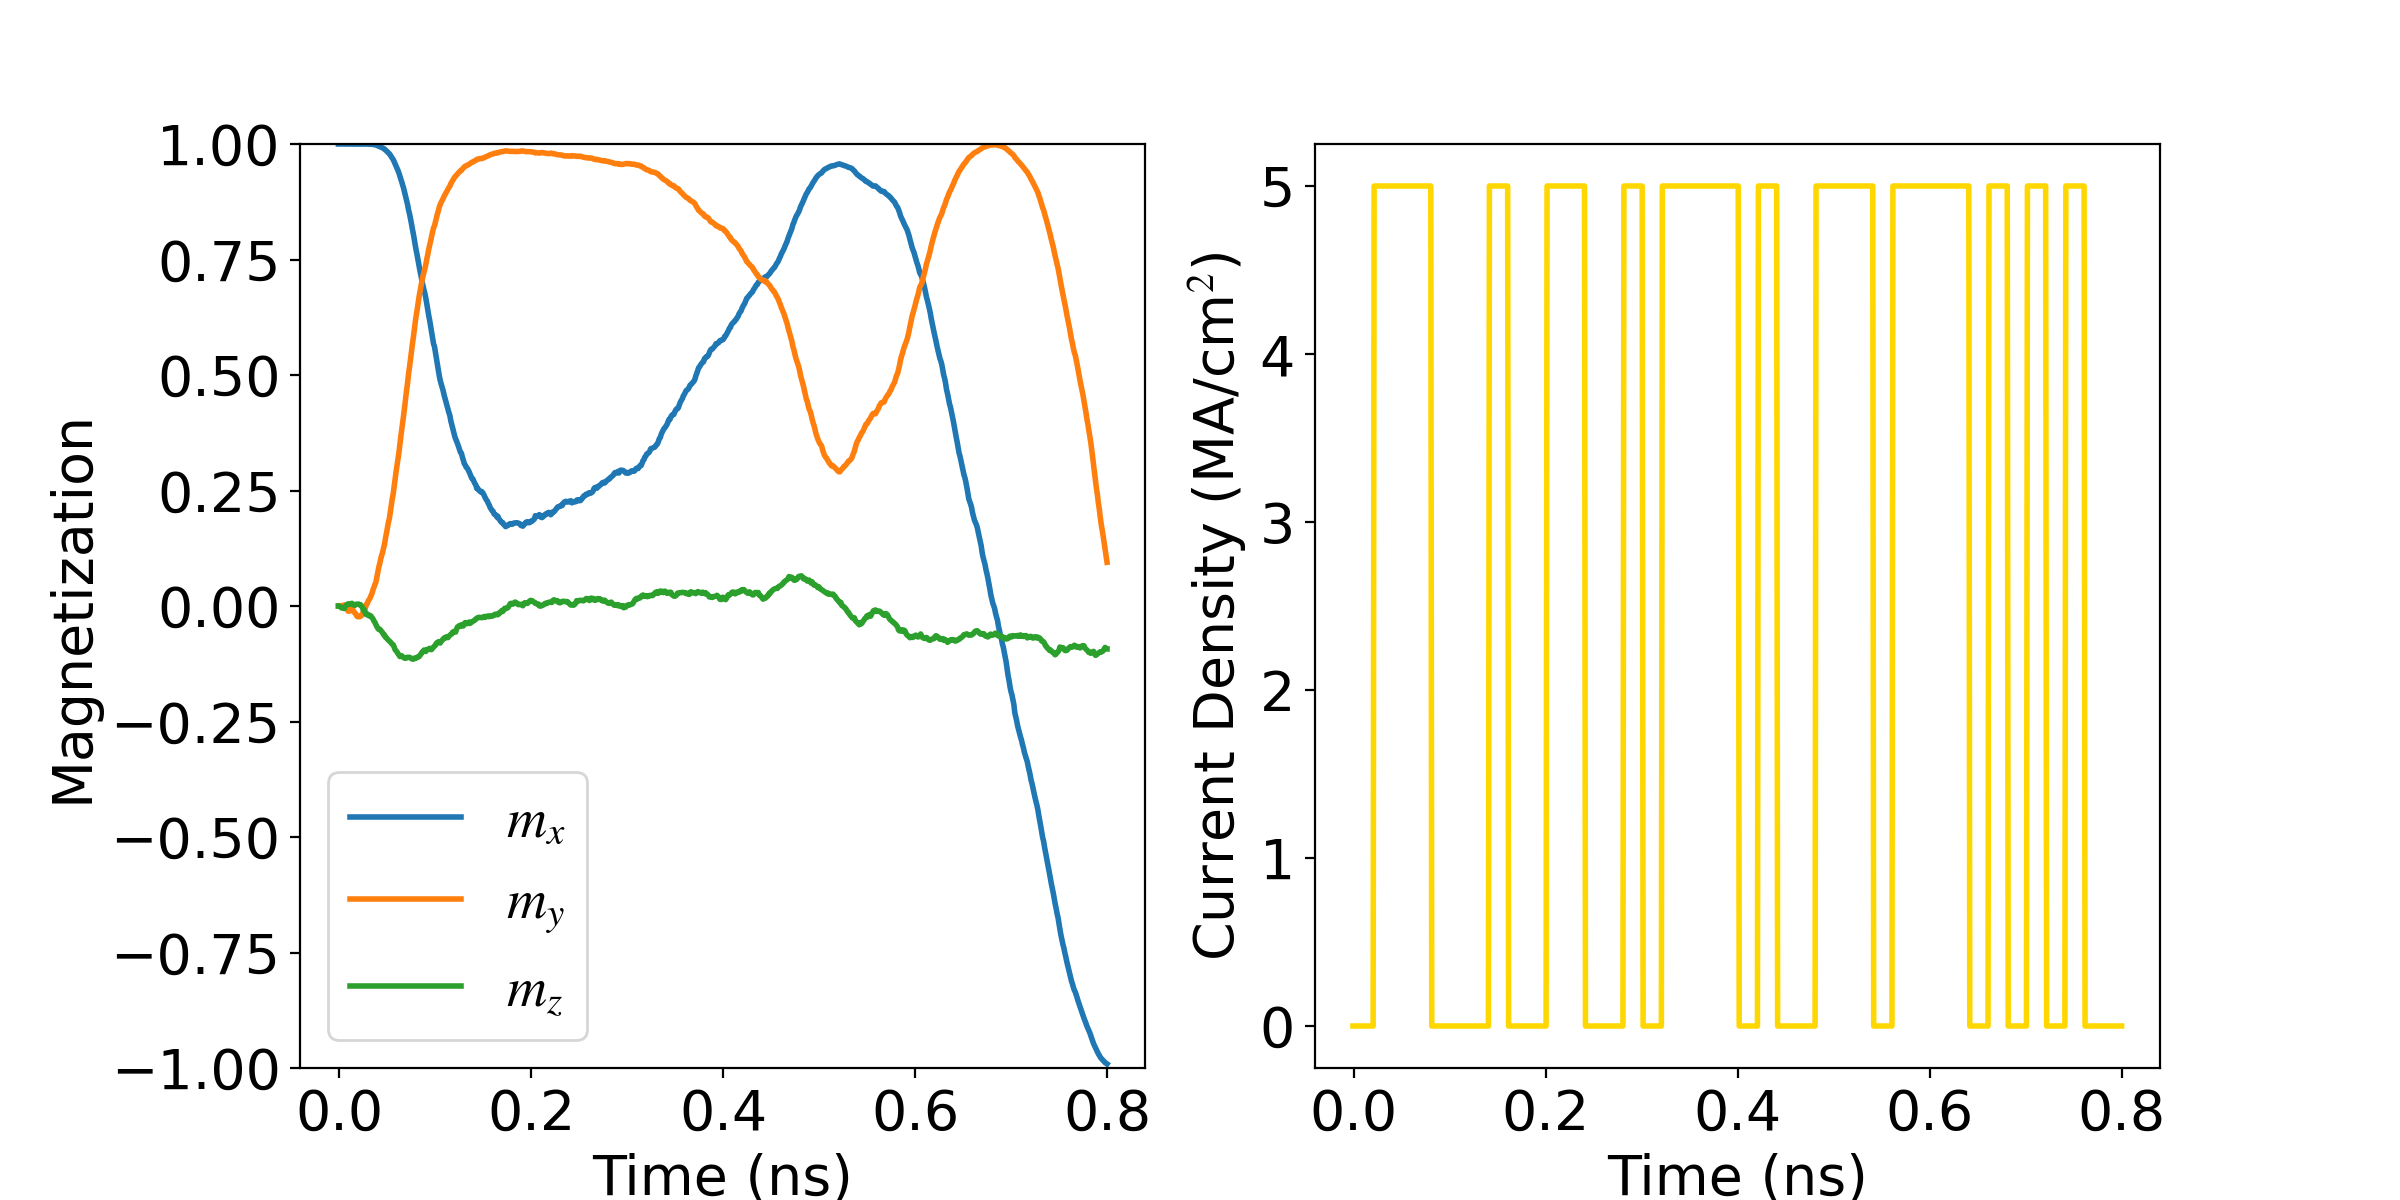 1.00
0.75
0.50
0.25
0.00
−0.25
−0.50
−0.75
−1.00
Magnetization
m_x
m_y
m_z
0.0 0.2 0.4 0.6 0.8
Time (ns)
5
4
3
2
1
0
Current Density (MA/cm²)
0.0 0.2 0.4 0.6 0.8
Time (ns)